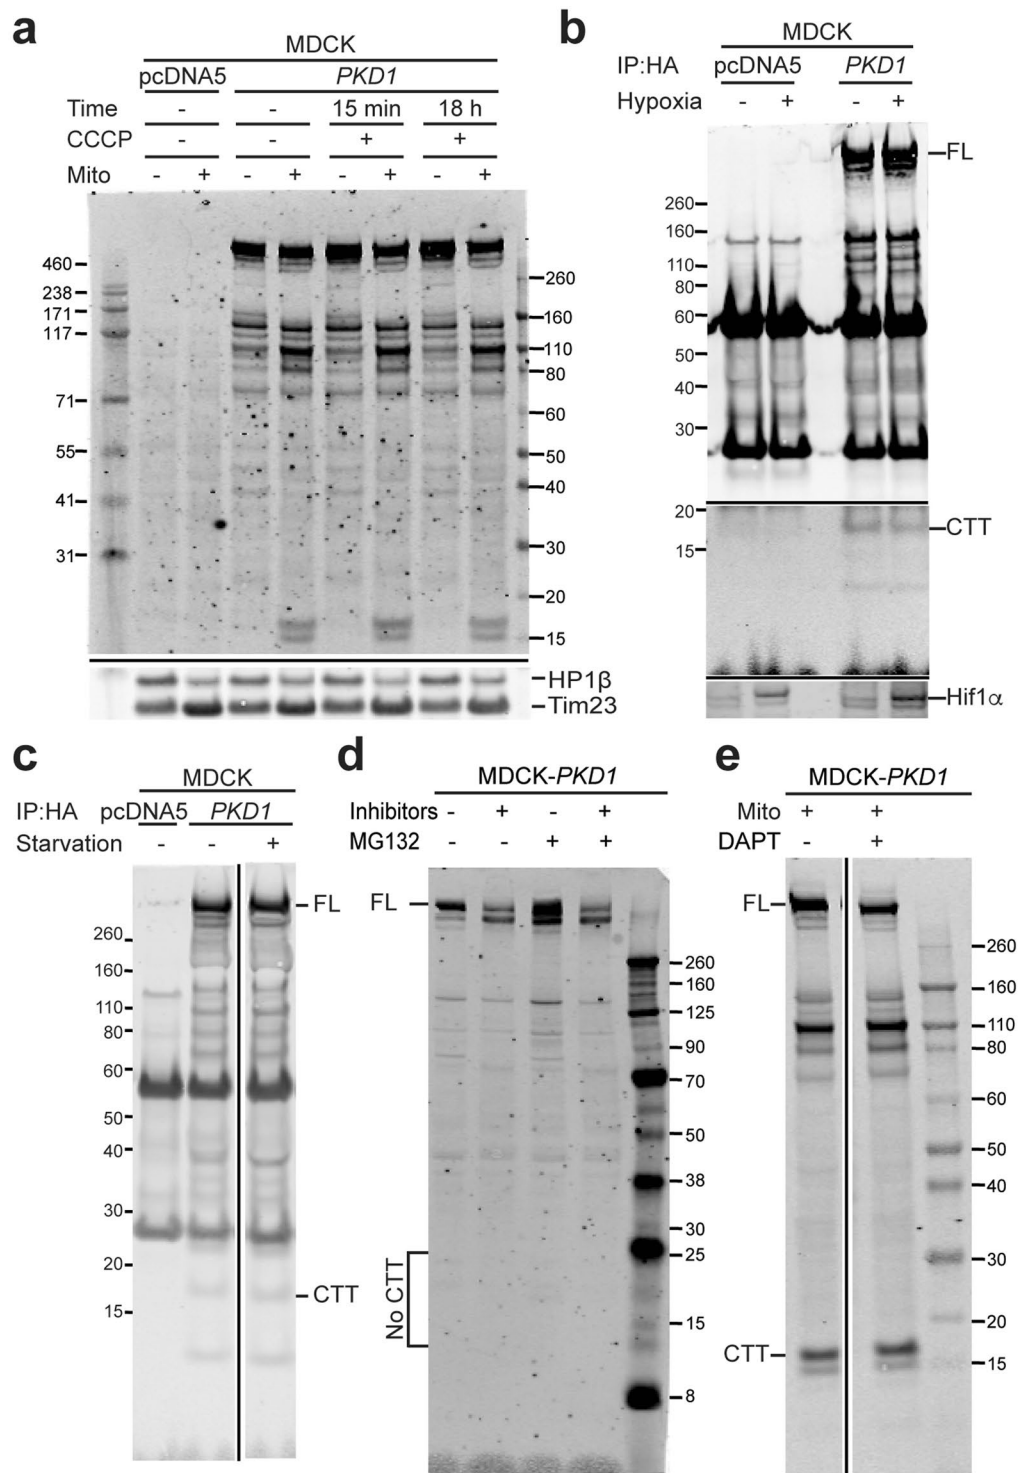 a
MDCK
pcDNA5 PKD1
Time - - 15 min 18 h
CCCP - - + +
Mito - + - + - + - +
460
238
171
117
71
55
41
31
260
160
110
80
60
50
40
30
20
15
HP1β
Tim23
b
MDCK
IP:HA pcDNA5 PKD1
Hypoxia - + - +
FL
260
160
110
80
60
50
40
30
20
15
CTT
Hif1α
c
MDCK
IP:HA pcDNA5 PKD1
Starvation - - +
FL
260
160
110
80
60
50
40
30
20
15
CTT
d
MDCK-PKD1
Inhibitors - + - +
MG132 - - + +
FL
260
160
125
90
70
50
38
30
25
15
8
No CTT
e
MDCK-PKD1
Mito + +
DAPT - +
FL
260
160
110
80
60
50
40
30
20
15
CTT